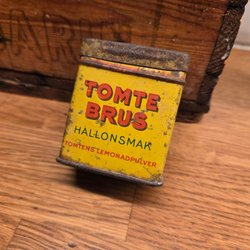 TOMTE
BRUS
HALLONSMAK
TOMTENS LEMONADPULVER